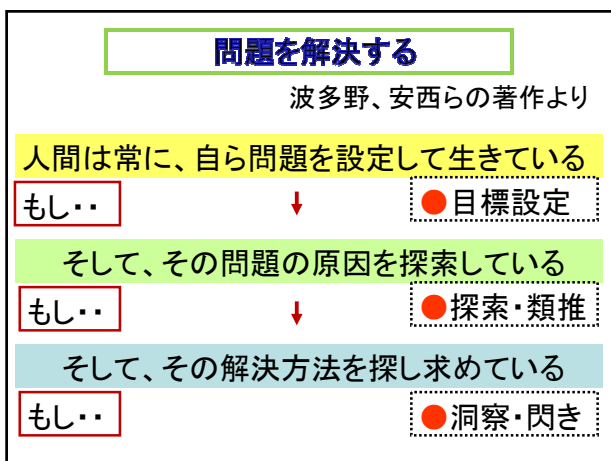 問題を解決する
波多野、安西らの著作より
人間は常に、自ら問題を設定して生きている
もし・・ ↓ ●目標設定
そして、その問題の原因を探索している
もし・・ ↓ ●探索・類推
そして、その解決方法を探し求めている
もし・・ ●洞察・閃き